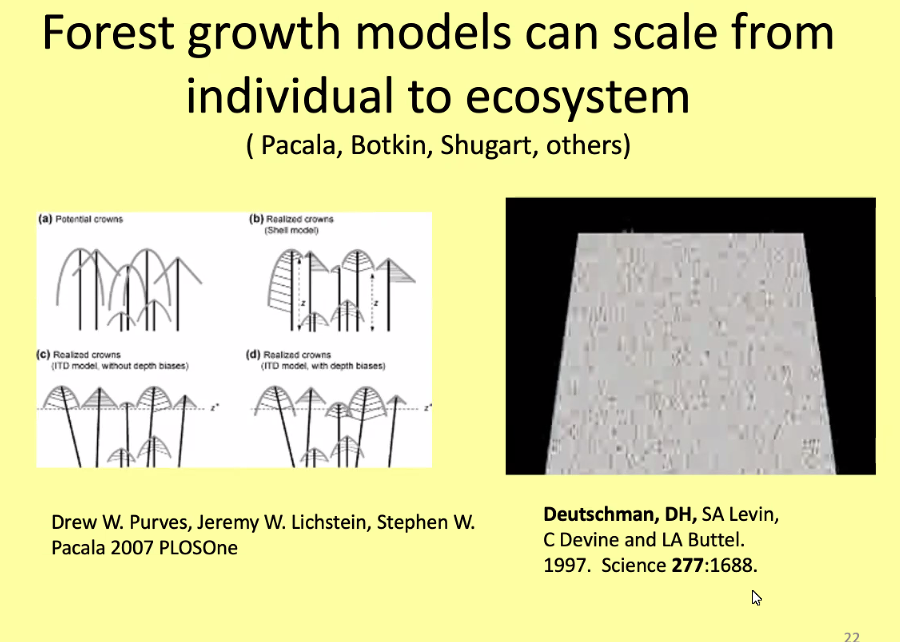 Forest growth models can scale from
individual to ecosystem
( Pacala, Botkin, Shugart, others)
(a) Potential crowns
(b) Realized crowns
(Shell model)
z
z
(c) Realized crowns
(ITD model, without depth biases)
z*
(d) Realized crowns
(ITD model, with depth biases)
z*
Drew W. Purves, Jeremy W. Lichstein, Stephen W.
Pacala 2007 PLOSOne
Deutschman, DH, SA Levin,
C Devine and LA Buttel.
1997. Science 277:1688.
22